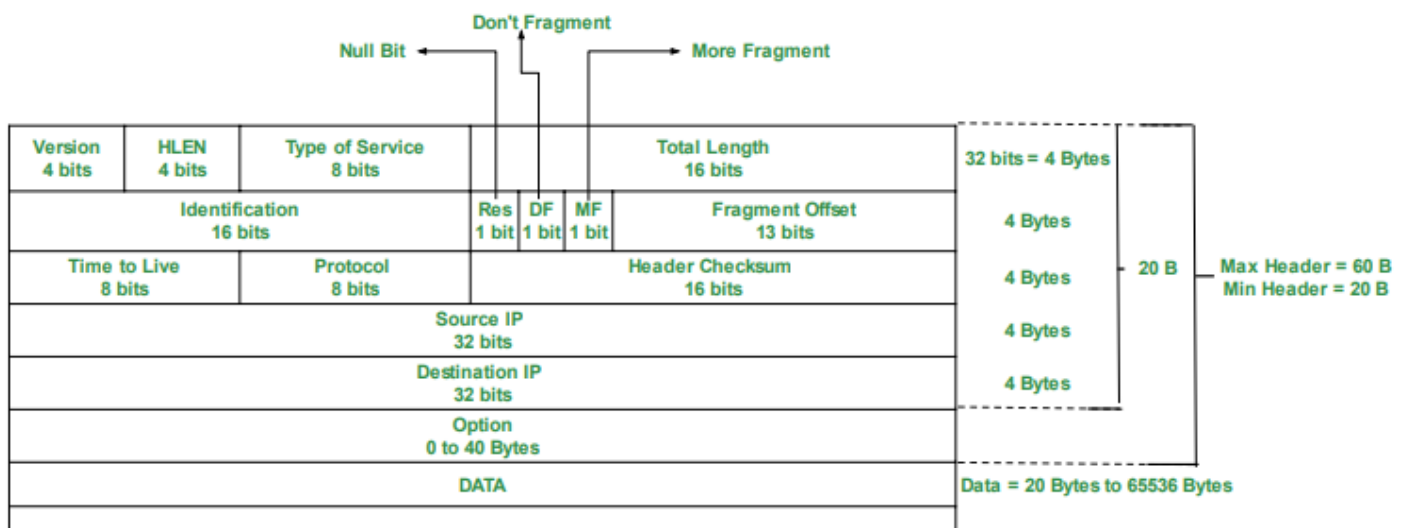 Don't Fragment
Null Bit
More Fragment
Version
4 bits
HLEN
4 bits
Type of Service
8 bits
Total Length
16 bits
32 bits = 4 Bytes
Identification
16 bits
Res
1 bit
DF
1 bit
MF
1 bit
Fragment Offset
13 bits
4 Bytes
Time to Live
8 bits
Protocol
8 bits
Header Checksum
16 bits
4 Bytes
20 B
Max Header = 60 B
Min Header = 20 B
Source IP
32 bits
4 Bytes
Destination IP
32 bits
4 Bytes
Option
0 to 40 Bytes
DATA
Data = 20 Bytes to 65536 Bytes